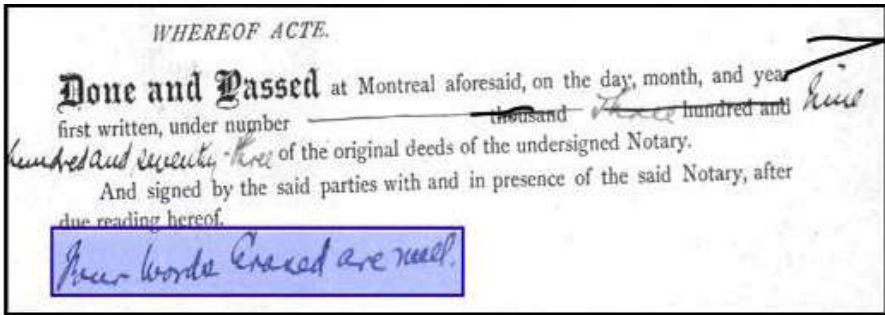 WHEREOF ACTE.
Done and Passed at Montreal aforesaid, on the day, month, and year
first written, under number thousand Three hundred and Nine
hundred and seventy-three of the original deeds of the undersigned Notary.
And signed by the said parties with and in presence of the said Notary, after
due reading hereof.
Four words Erased are null.